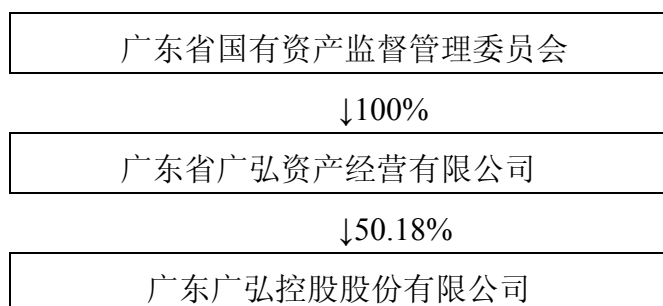 广东省国有资产监督管理委员会
↓100%
广东省广弘资产经营有限公司
↓50.18%
广东广弘控股股份有限公司